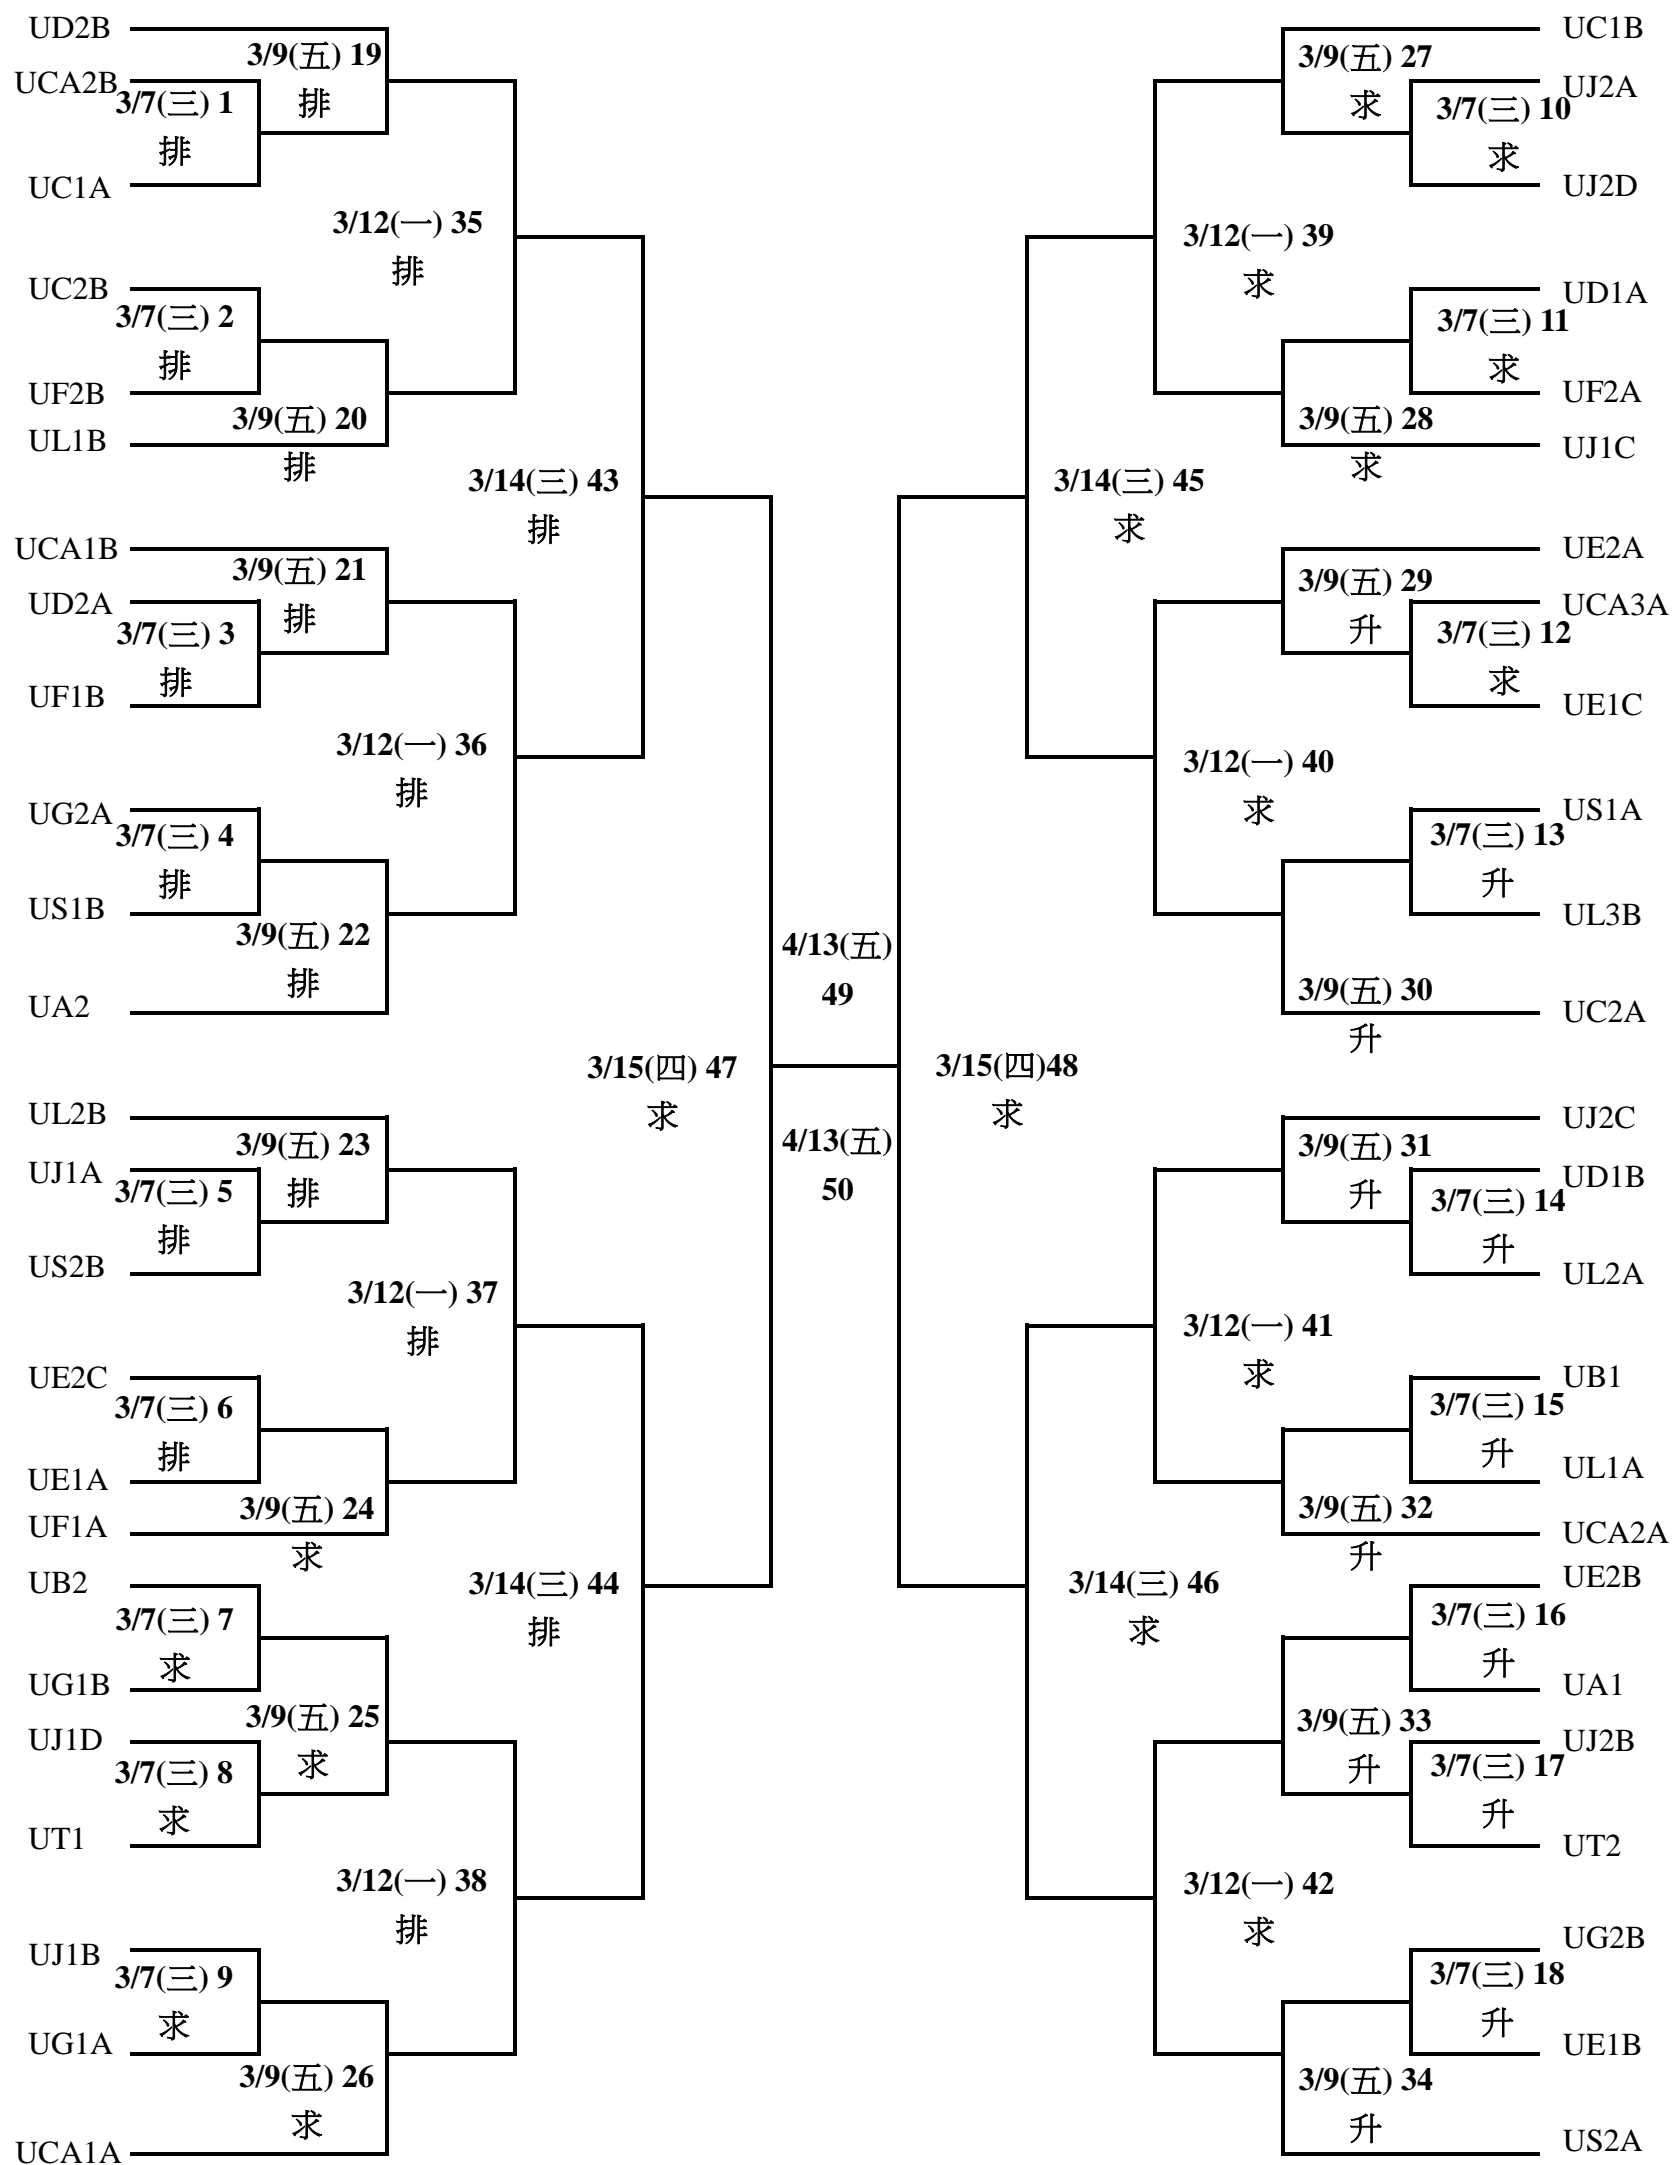 UD2B
3/9(五) 19
排
UCA2B
3/7(三) 1
排
UC1A
3/12(一) 35
排
UC2B
3/7(三) 2
排
UF2B
3/9(五) 20
排
UL1B
3/14(三) 43
排
UCA1B
3/9(五) 21
排
UD2A
3/7(三) 3
排
UF1B
3/12(一) 36
排
UG2A
3/7(三) 4
排
US1B
3/9(五) 22
排
UA2
3/15(四) 47
求
UL2B
3/9(五) 23
排
UJ1A
3/7(三) 5
排
US2B
3/12(一) 37
排
UE2C
3/7(三) 6
排
UE1A
3/9(五) 24
求
UF1A
3/14(三) 44
排
UB2
3/7(三) 7
求
UG1B
3/9(五) 25
求
UJ1D
3/7(三) 8
求
UT1
3/12(一) 38
排
UJ1B
3/7(三) 9
求
UG1A
3/9(五) 26
求
UCA1A
4/13(五)
49
4/13(五)
50
UC1B
3/9(五) 27
求
UJ2A
3/7(三) 10
求
UJ2D
3/12(一) 39
求
UD1A
3/7(三) 11
求
UF2A
3/9(五) 28
求
UJ1C
3/14(三) 45
求
UE2A
3/9(五) 29
升
UCA3A
3/7(三) 12
求
UE1C
3/12(一) 40
求
US1A
3/7(三) 13
升
UL3B
3/9(五) 30
升
UC2A
3/15(四)48
求
UJ2C
3/9(五) 31
升
UD1B
3/7(三) 14
升
UL2A
3/12(一) 41
求
UB1
3/7(三) 15
升
UL1A
3/9(五) 32
升
UCA2A
3/14(三) 46
求
UE2B
3/7(三) 16
升
UA1
3/9(五) 33
升
UJ2B
3/7(三) 17
升
UT2
3/12(一) 42
求
UG2B
3/7(三) 18
升
UE1B
3/9(五) 34
升
US2A